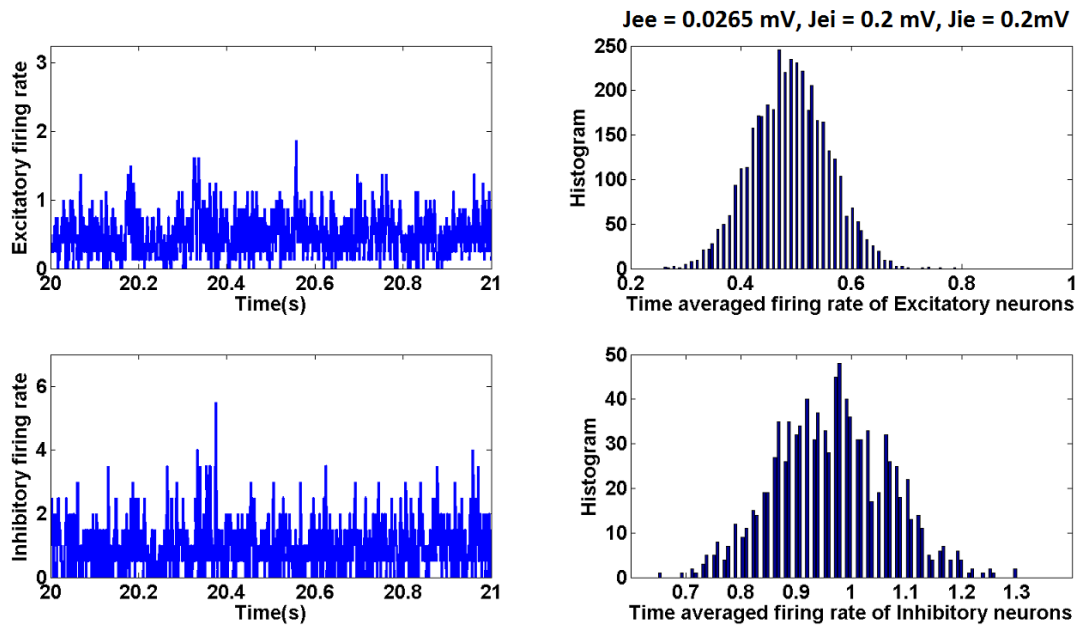 Jee = 0.0265 mV, Jei = 0.2 mV, Jie = 0.2mV
Excitatory firing rate
3
2
1
0
20 20.2 20.4 20.6 20.8 21
Time(s)
Histogram
250
200
150
100
50
0
0.2 0.4 0.6 0.8 1
Time averaged firing rate of Excitatory neurons
Inhibitory firing rate
6
4
2
0
20 20.2 20.4 20.6 20.8 21
Time(s)
Histogram
50
40
30
20
10
0
0.7 0.8 0.9 1 1.1 1.2 1.3
Time averaged firing rate of Inhibitory neurons